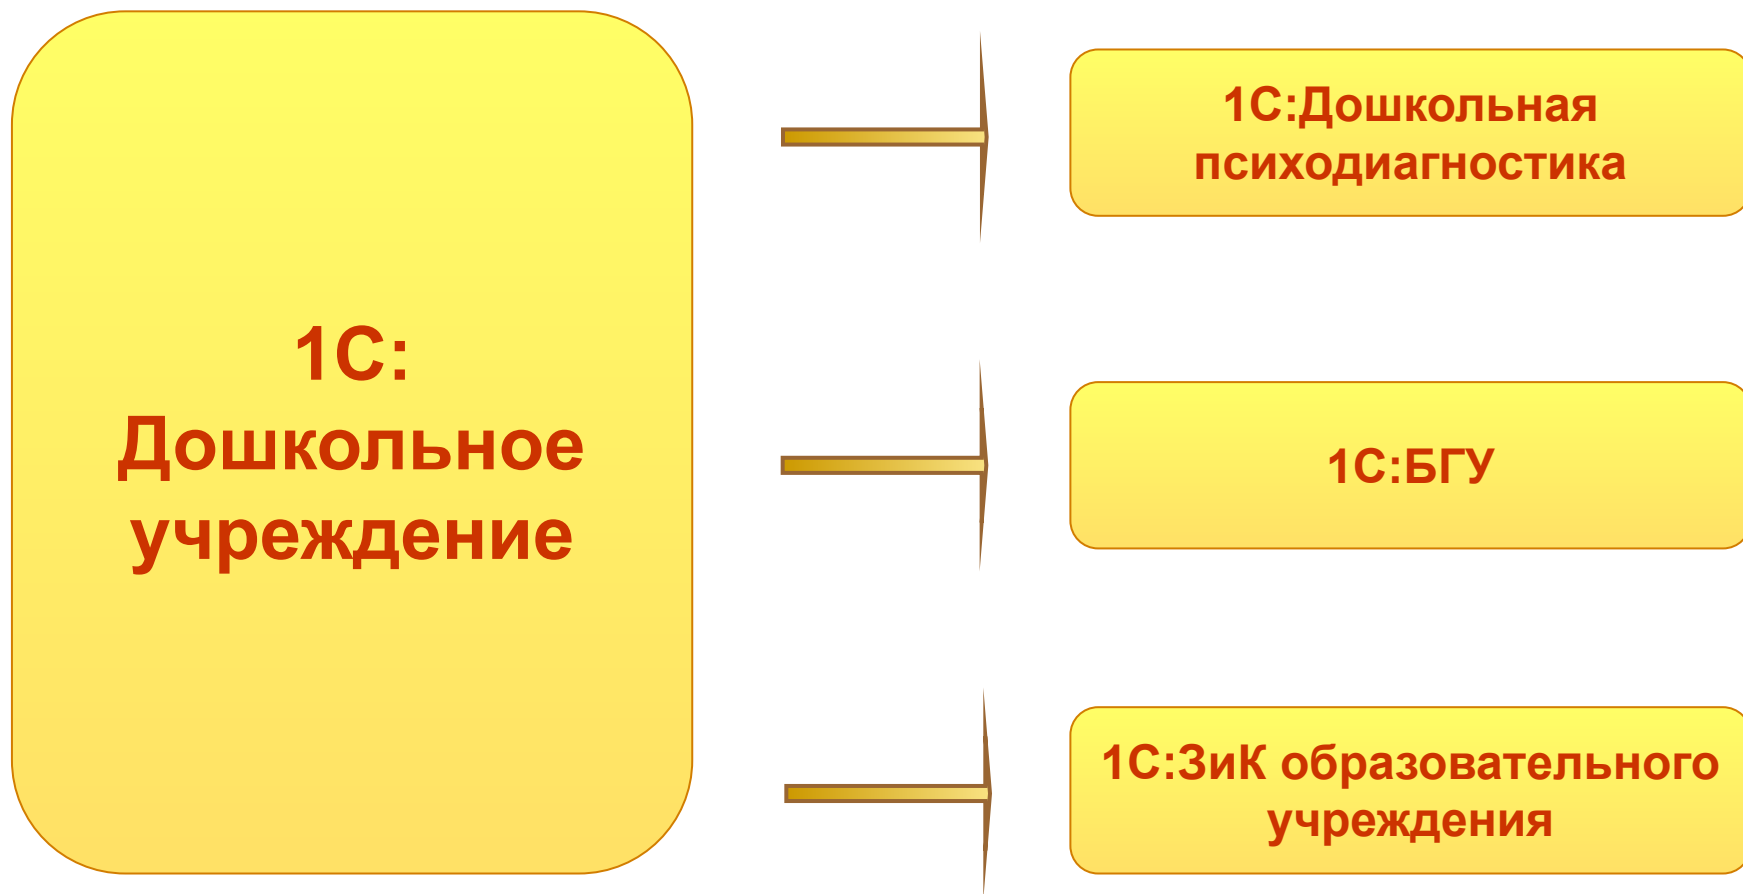 1С:
Дошкольное
учреждение
1С:Дошкольная
психодиагностика
1С:БГУ
1С:ЗиК образовательного
учреждения